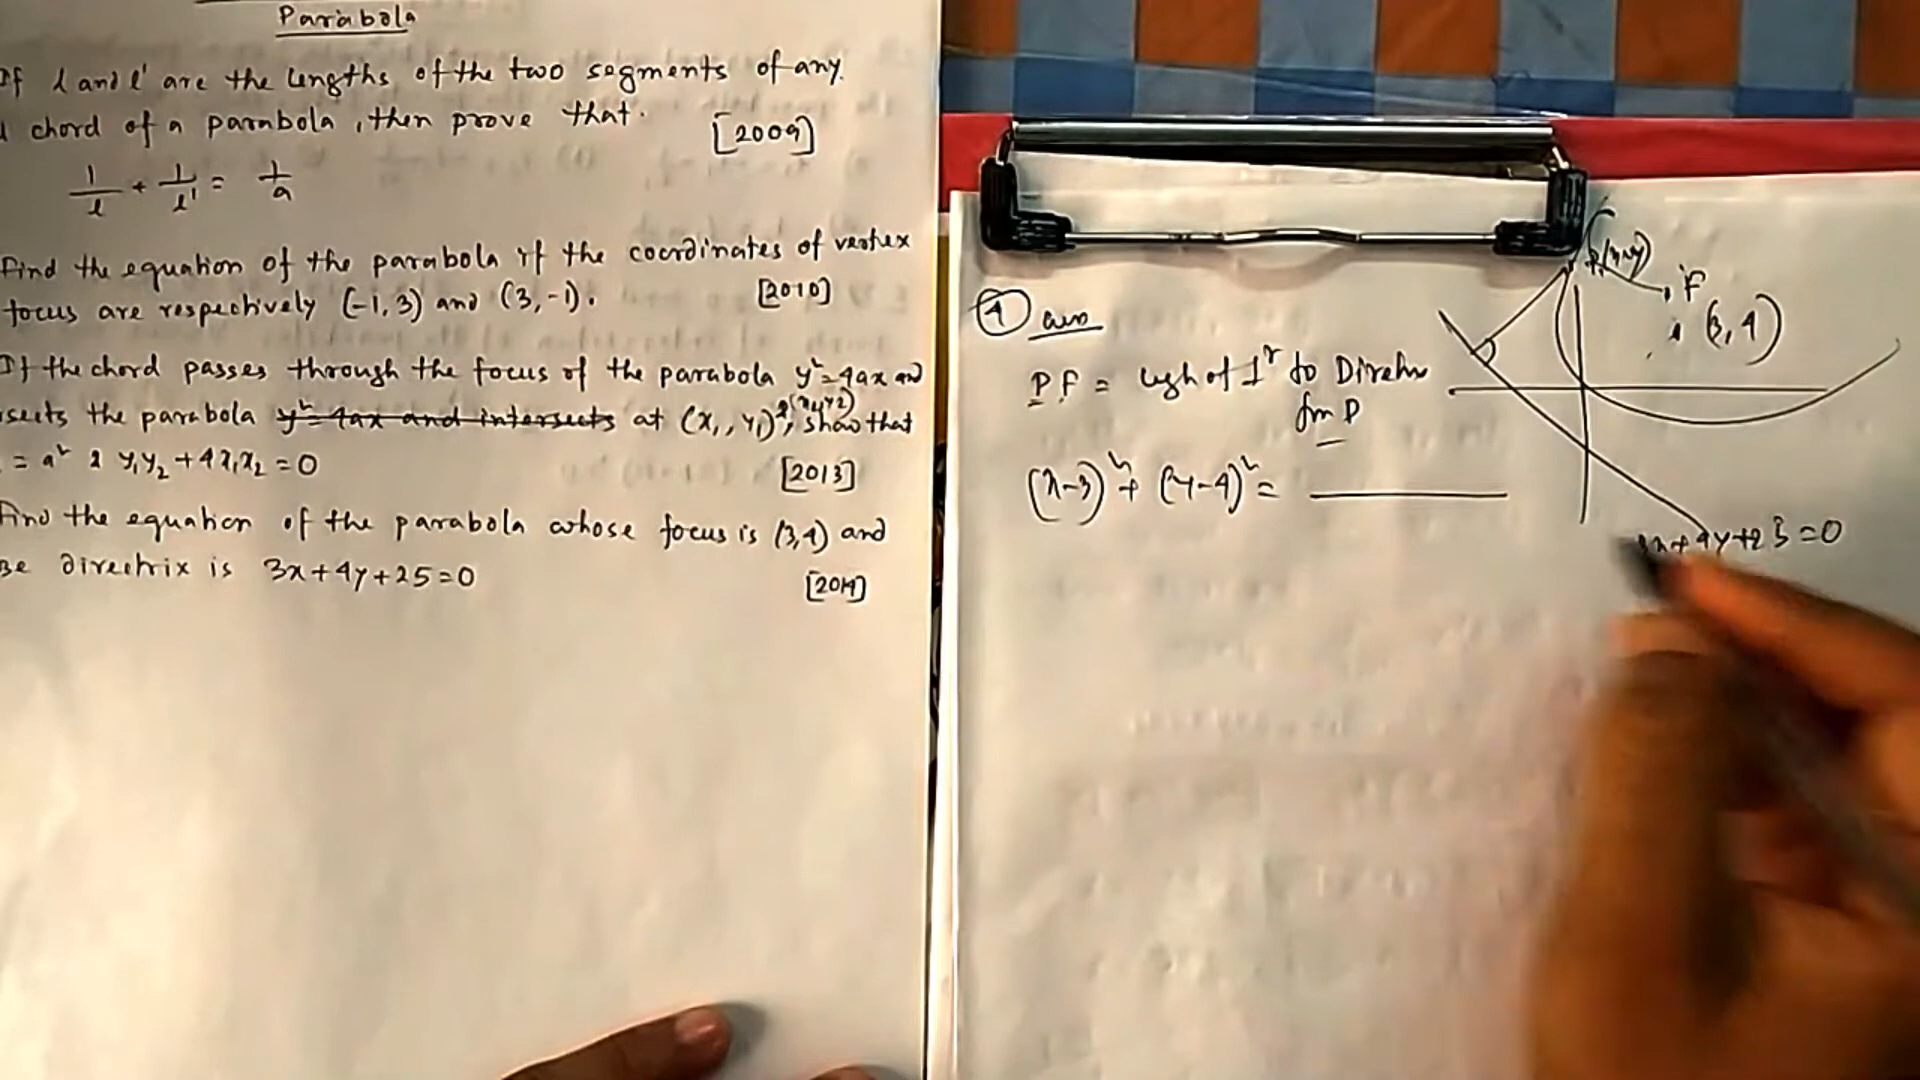 Parabola
If l and l' are the lengths of the two segments of any
chord of a parabola, then prove that. [2009]
1/l + 1/l' = 1/a
Find the equation of the parabola if the coordinates of vertex
focus are respectively (-1, 3) and (3, -1). [2010]
If the chord passes through the focus of the parabola y²=4ax and
sects the parabola y²=4ax and intersects at (x₁, y₁) & (x₂ y₂), show that
= a² & y₁y₂ + 4x₁x₂ = 0 [2013]
Find the equation of the parabola whose focus is (3,4) and
se directrix is 3x+4y+25=0 [2014]
④ ans
P(x,y)
F
(3, 4)
PF = legh of ⊥r to Direhx
fm P
(x-3)² + (y-4)² =
x+4y+25=0